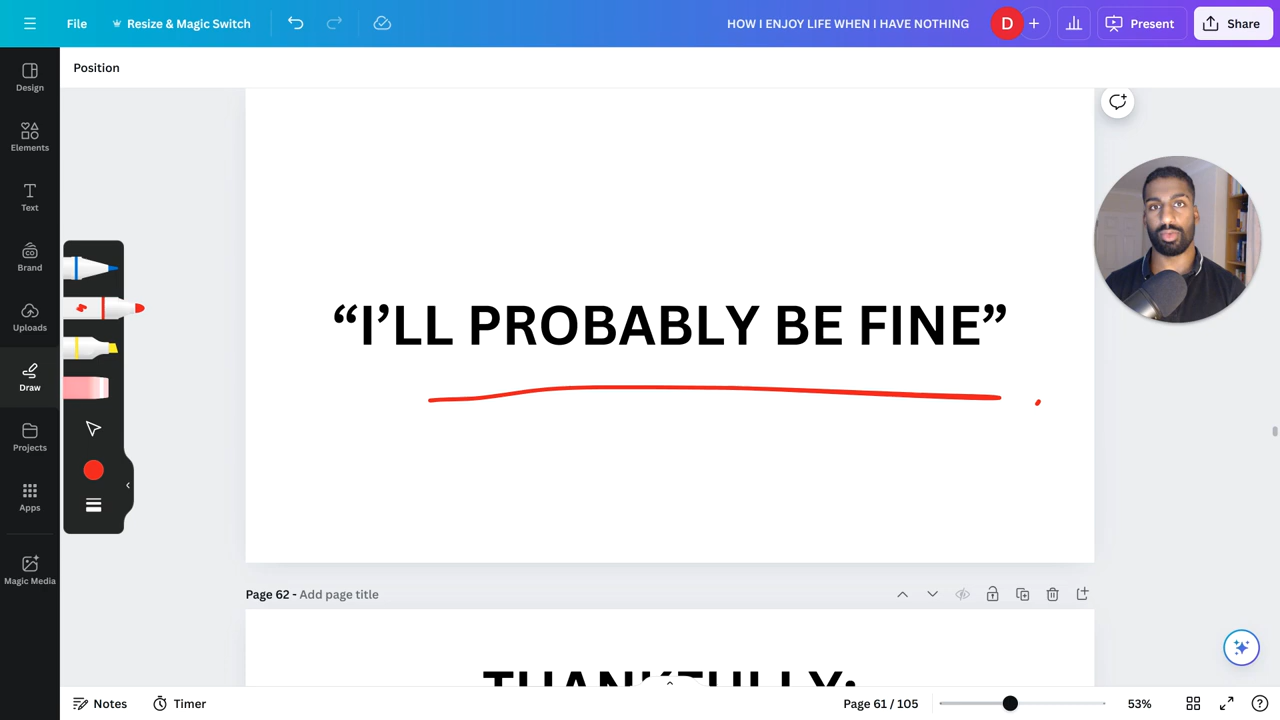 File
Resize & Magic Switch
HOW I ENJOY LIFE WHEN I HAVE NOTHING
D
Present
Share
Position
Design
Elements
Text
Brand
Uploads
Draw
Projects
Apps
Magic Media
“I’LL PROBABLY BE FINE”
Page 62 - Add page title
THANKFULLY:
Notes
Timer
Page 61 / 105
53%